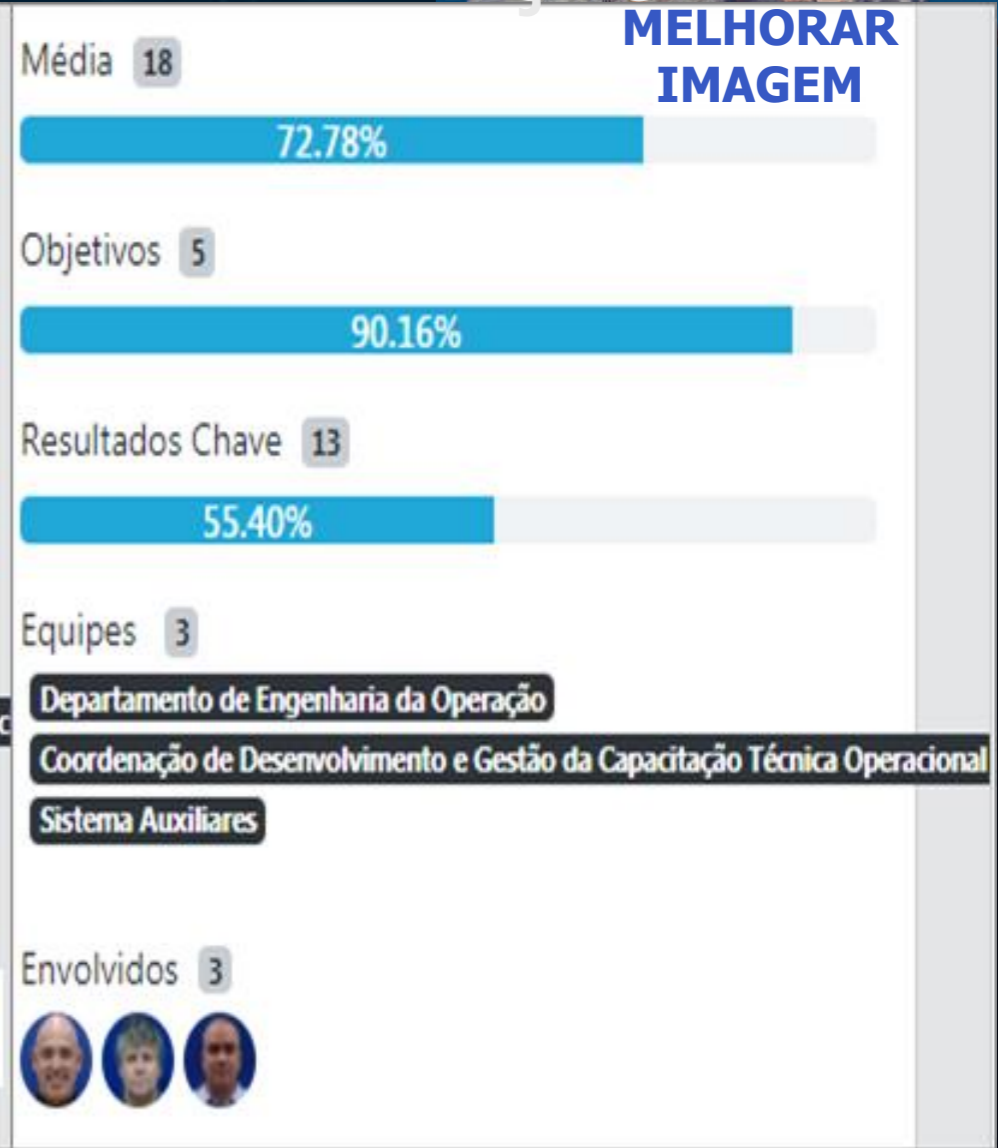 MELHORAR
IMAGEM
Média 18
72.78%
Objetivos 5
90.16%
Resultados Chave 13
55.40%
Equipes 3
Departamento de Engenharia da Operação
Coordenação de Desenvolvimento e Gestão da Capacitação Técnica Operacional
Sistema Auxiliares
Envolvidos 3